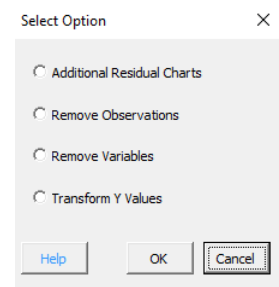 Select Option
Additional Residual Charts
Remove Observations
Remove Variables
Transform Y Values
Help OK Cancel